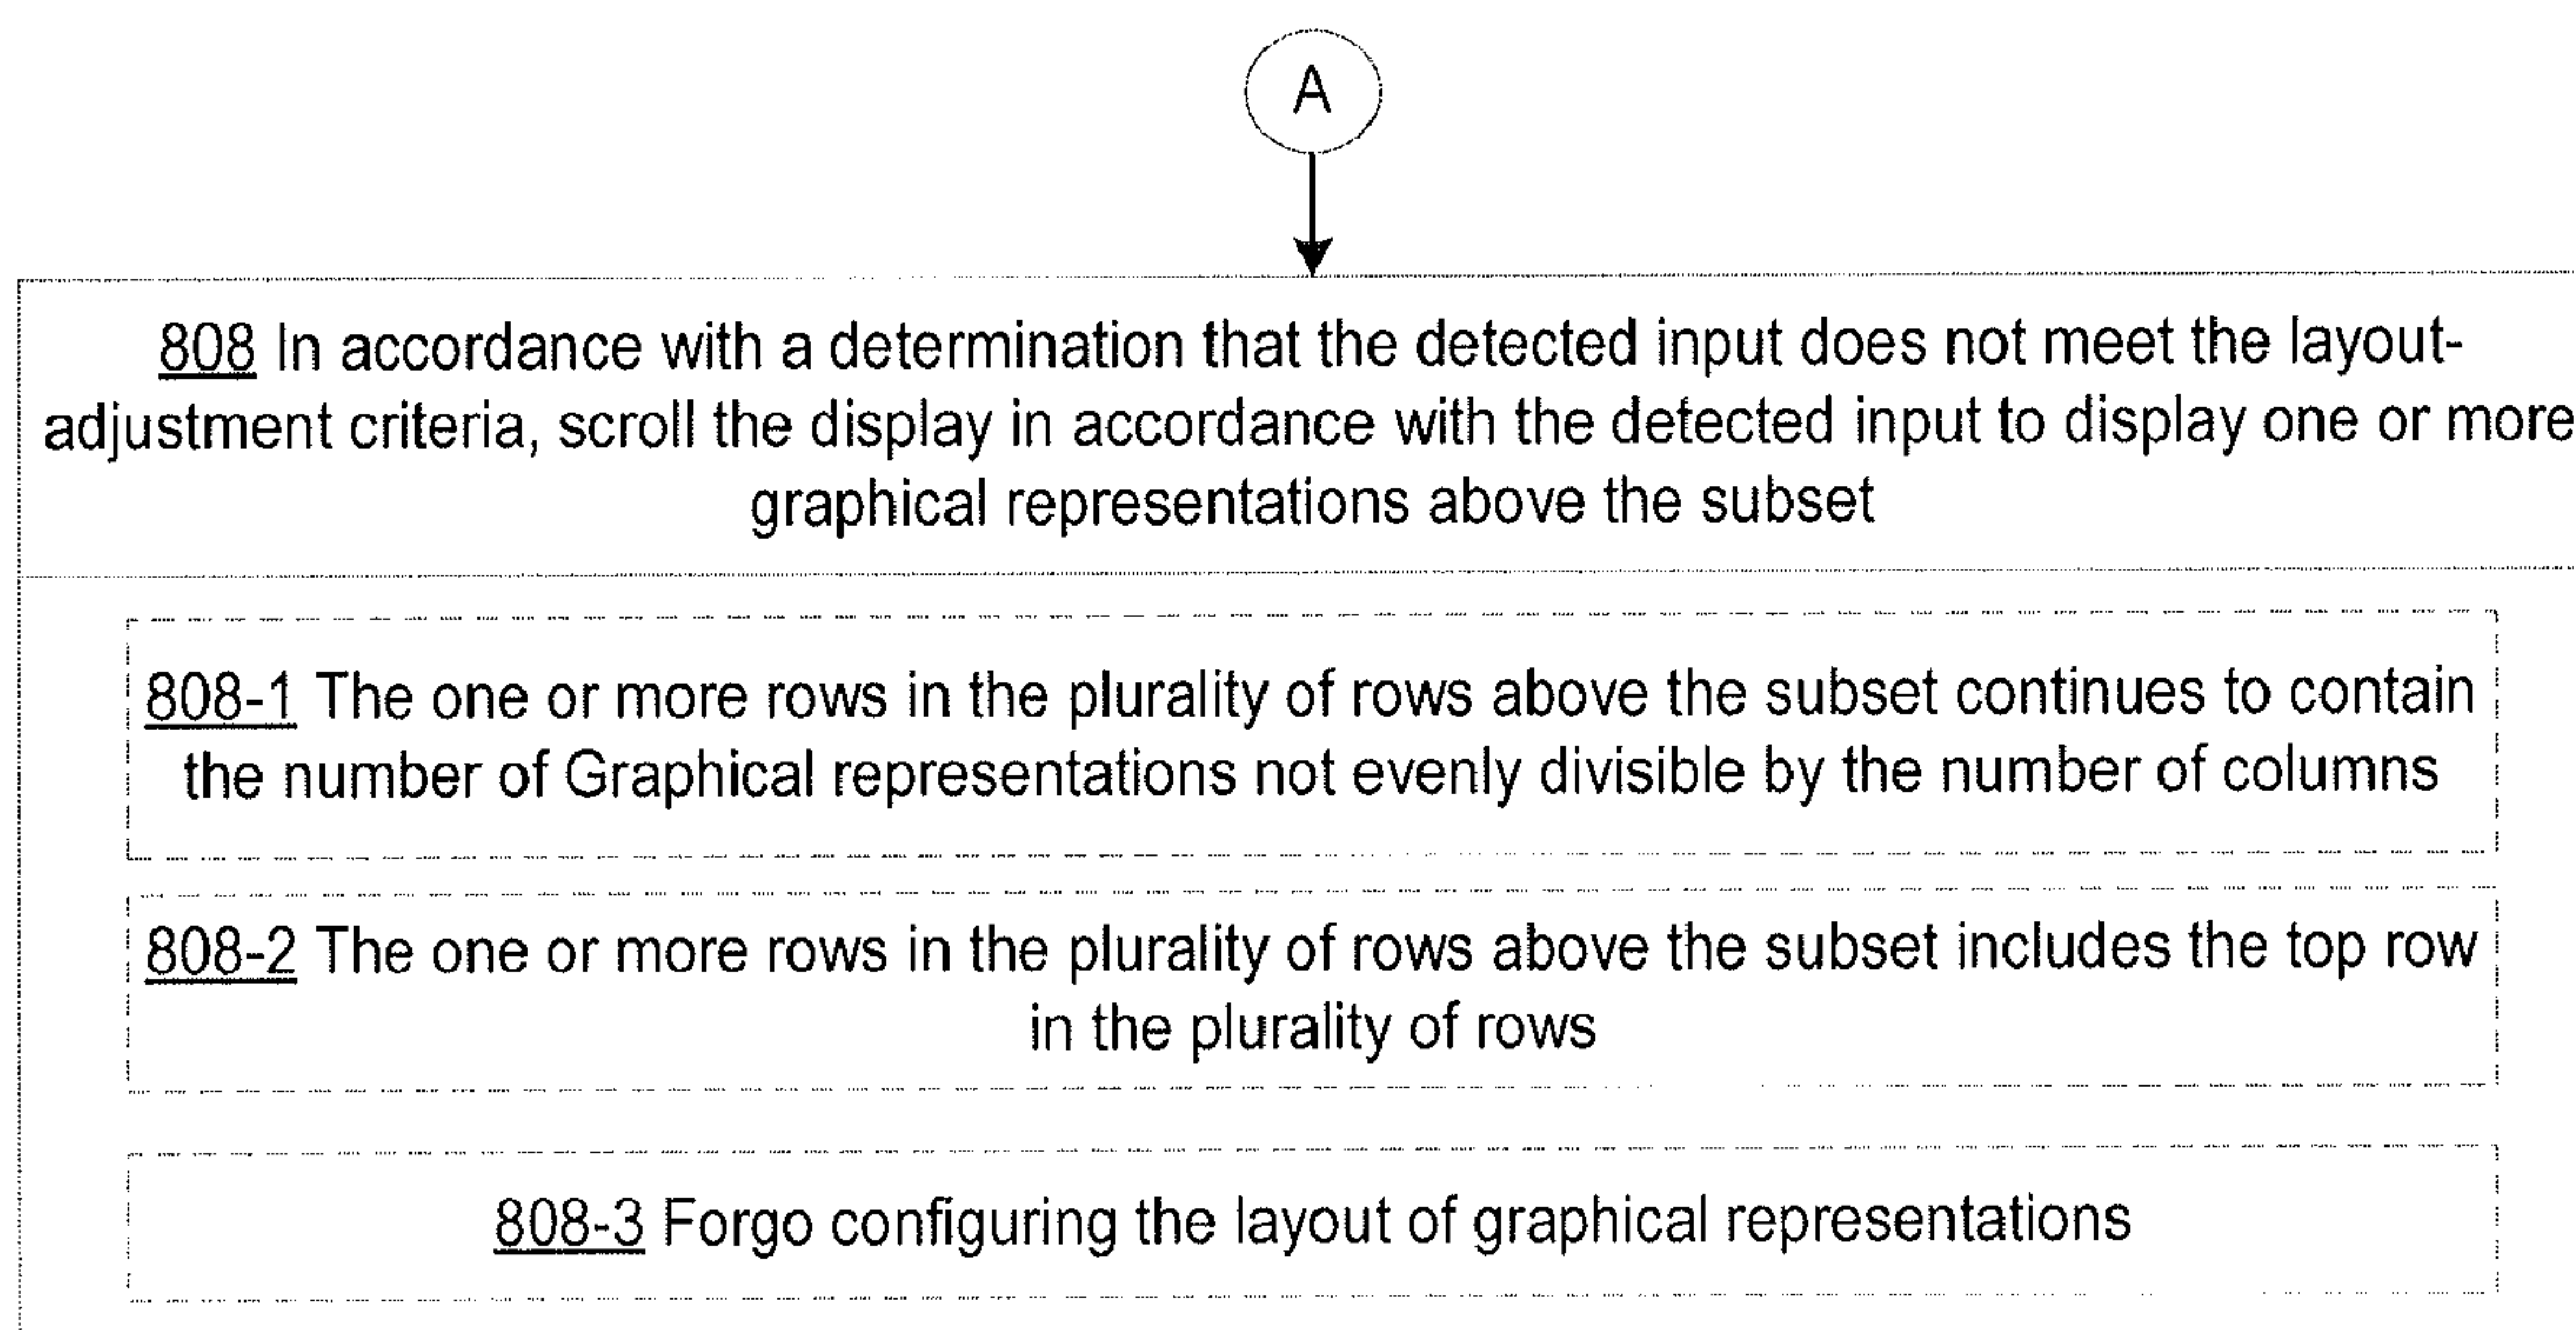 A
808 In accordance with a determination that the detected input does not meet the layout-
adjustment criteria, scroll the display in accordance with the detected input to display one or more
graphical representations above the subset
808-1 The one or more rows in the plurality of rows above the subset continues to contain
the number of Graphical representations not evenly divisible by the number of columns
808-2 The one or more rows in the plurality of rows above the subset includes the top row
in the plurality of rows
808-3 Forgo configuring the layout of graphical representations